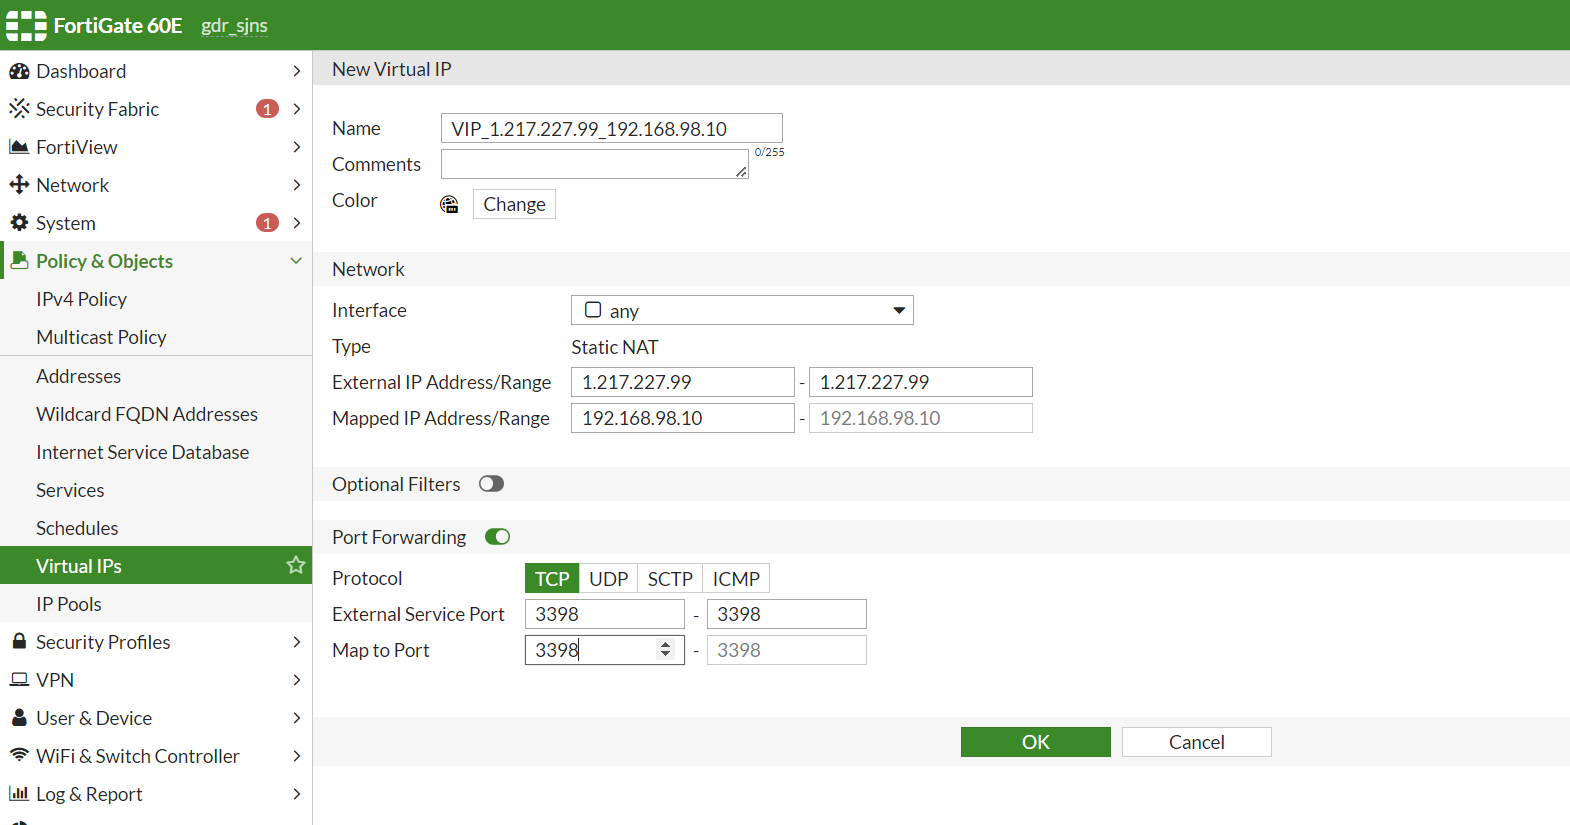 FortiGate 60E gdr_sjns
Dashboard
Security Fabric 1
FortiView
Network
System 1
Policy & Objects
IPv4 Policy
Multicast Policy
Addresses
Wildcard FQDN Addresses
Internet Service Database
Services
Schedules
Virtual IPs
IP Pools
Security Profiles
VPN
User & Device
WiFi & Switch Controller
Log & Report
New Virtual IP
Name VIP_1.217.227.99_192.168.98.10
Comments 0/255
Color Change
Network
Interface any
Type Static NAT
External IP Address/Range 1.217.227.99 - 1.217.227.99
Mapped IP Address/Range 192.168.98.10 - 192.168.98.10
Optional Filters
Port Forwarding
Protocol TCP UDP SCTP ICMP
External Service Port 3398 - 3398
Map to Port 3398 - 3398
OK Cancel